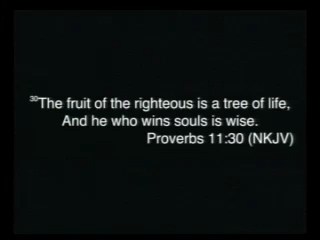 30The fruit of the righteous is a tree of life,
And he who wins souls is wise.
Proverbs 11:30 (NKJV)